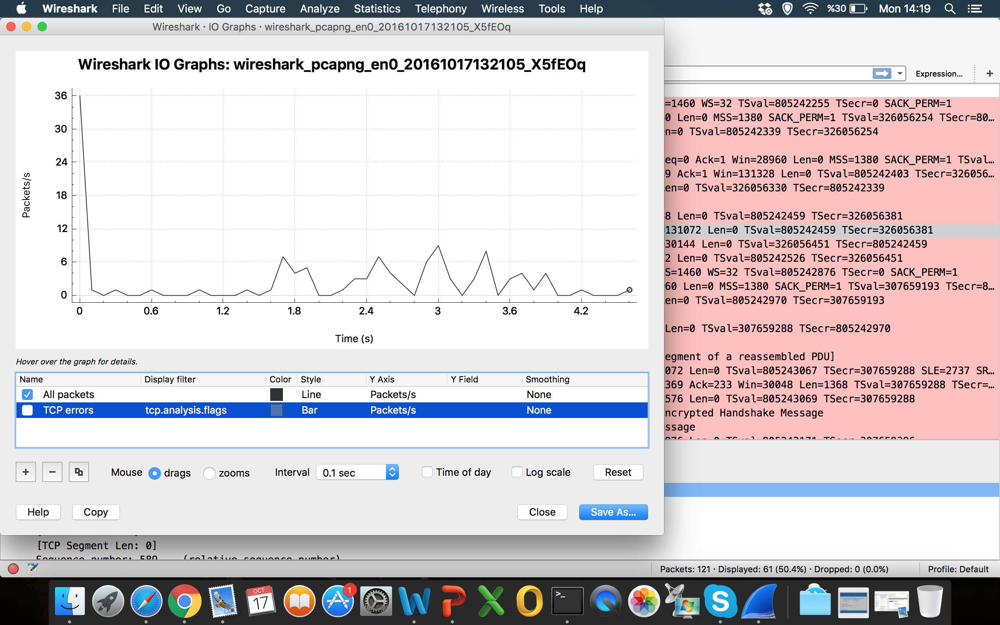 Wireshark File Edit View Go Capture Analyze Statistics Telephony Wireless Tools Help %30 Mon 14:19
Wireshark · IO Graphs · wireshark_pcapng_en0_20161017132105_X5fEOq
Wireshark IO Graphs: wireshark_pcapng_en0_20161017132105_X5fEOq
36
30
24
18
12
6
0
Packets/s
0 0.6 1.2 1.8 2.4 3 3.6 4.2
Time (s)
Hover over the graph for details.
Name Display filter Color Style Y Axis Y Field Smoothing
All packets Line Packets/s None
TCP errors tcp.analysis.flags Bar Packets/s None
+ − Mouse drags zooms Interval 0.1 sec Time of day Log scale Reset
Help Copy Close Save As...
Expression... +
=1460 WS=32 TSval=805242255 TSecr=0 SACK_PERM=1
0 Len=0 MSS=1380 SACK_PERM=1 TSval=326056254 TSecr=80…
en=0 TSval=805242339 TSecr=326056254
eq=0 Ack=1 Win=28960 Len=0 MSS=1380 SACK_PERM=1 TSval…
9 Ack=1 Win=131328 Len=0 TSval=805242403 TSecr=326056…
en=0 TSval=326056330 TSecr=805242339
8 Len=0 TSval=805242459 TSecr=326056381
=131072 Len=0 TSval=805242459 TSecr=326056381
30144 Len=0 TSval=326056451 TSecr=805242459
2 Len=0 TSval=805242526 TSecr=326056451
S=1460 WS=32 TSval=805242876 TSecr=0 SACK_PERM=1
60 Len=0 MSS=1380 SACK_PERM=1 TSval=307659193 TSecr=8…
en=0 TSval=805242970 TSecr=307659193
Len=0 TSval=307659288 TSecr=805242970
egment of a reassembled PDU]
072 Len=0 TSval=805243067 TSecr=307659288 SLE=2737 SR…
369 Ack=233 Win=30048 Len=1368 TSval=307659288 TSecr=…
576 Len=0 TSval=805243069 TSecr=307659288
ncrypted Handshake Message
ssage
[TCP Segment Len: 0]
Sequence number: 589 (relative sequence number)
Packets: 121 · Displayed: 61 (50.4%) · Dropped: 0 (0.0%) Profile: Default
OCT
17
1
>_